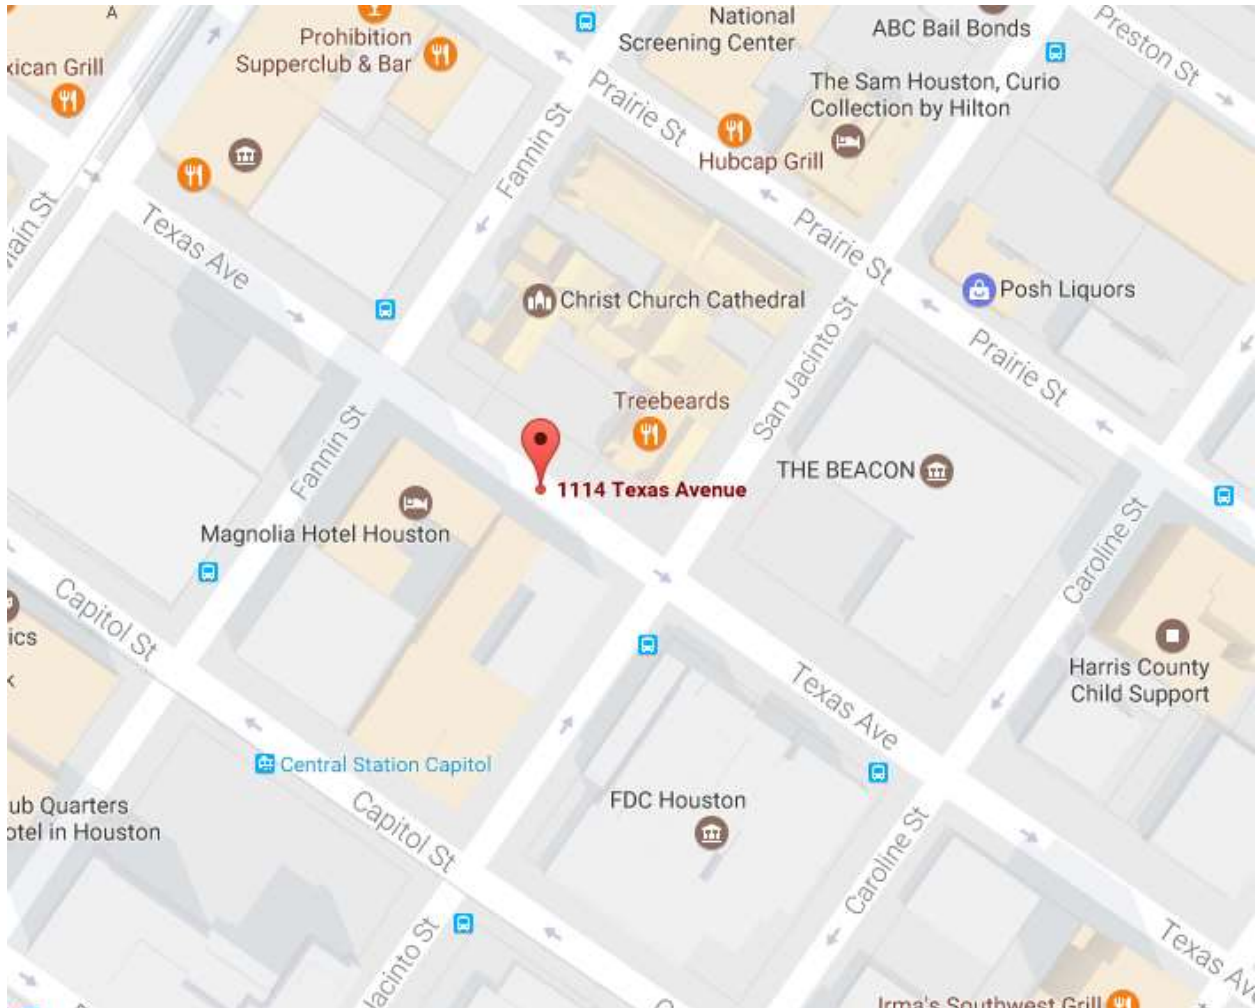 A
National
Screening Center
ABC Bail Bonds
Preston St
Prohibition
Supperclub & Bar
xican Grill
The Sam Houston, Curio
Collection by Hilton
Prairie St
Fannin St
Hubcap Grill
Texas Ave
Prairie St
Christ Church Cathedral
Posh Liquors
San Jacinto St
Prairie St
Treebeards
Fannin St
THE BEACON
1114 Texas Avenue
Magnolia Hotel Houston
Caroline St
Capitol St
ics
k
Harris County
Child Support
Texas Ave
Central Station Capitol
FDC Houston
ub Quarters
otel in Houston
Capitol St
Caroline St
Jacinto St
Texas Av
Irma's Southwest Grill